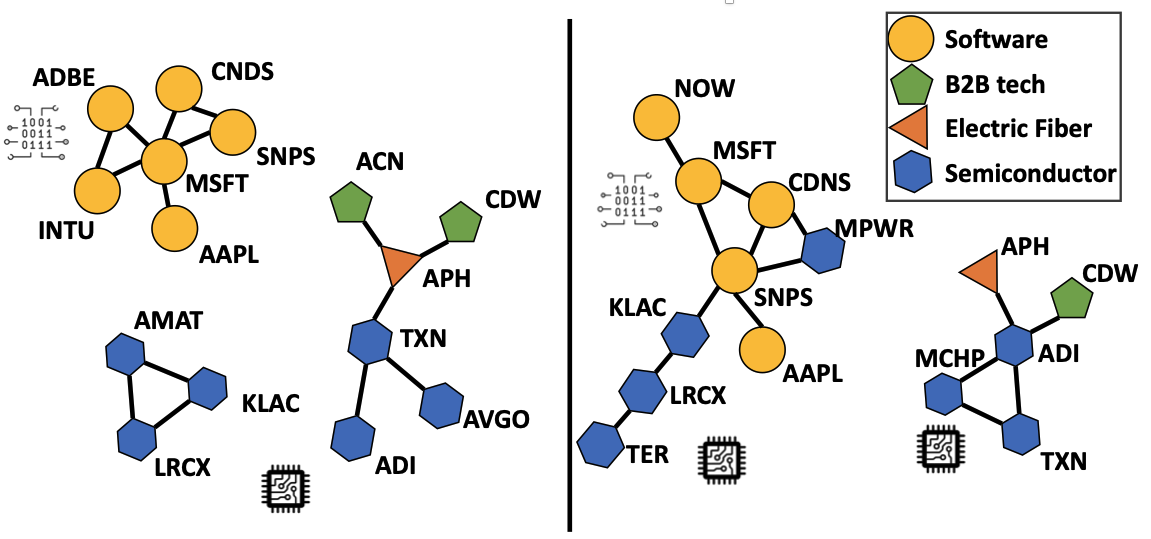 ADBE
CNDS
1001
0011
0111
SNPS
MSFT
INTU
AAPL
ACN
CDW
APH
TXN
AVGO
ADI
AMAT
KLAC
LRCX
NOW
MSFT
CDNS
1001
0011
0111
MPWR
SNPS
KLAC
AAPL
LRCX
TER
APH
CDW
ADI
MCHP
TXN
Software
B2B tech
Electric Fiber
Semiconductor